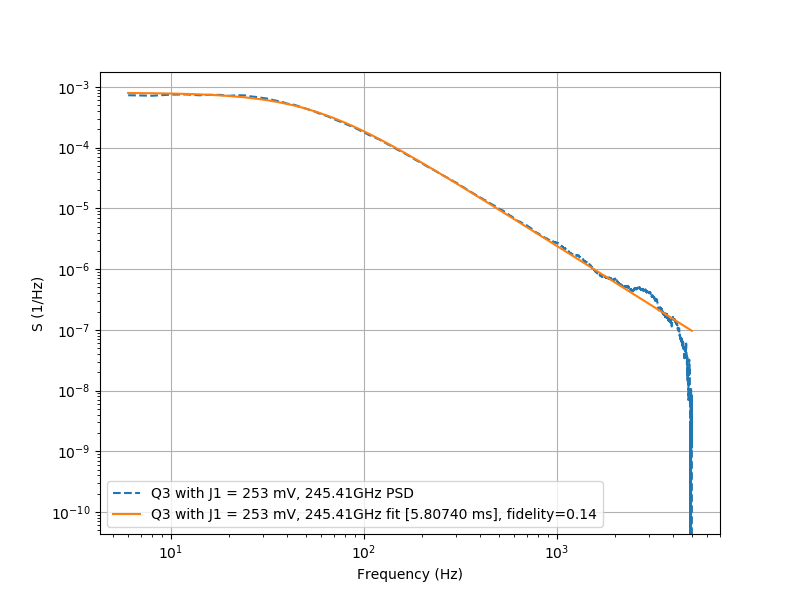 10⁻³
10⁻⁴
10⁻⁵
10⁻⁶
10⁻⁷
10⁻⁸
10⁻⁹
10⁻¹⁰
S (1/Hz)
Q3 with J1 = 253 mV, 245.41GHz PSD
Q3 with J1 = 253 mV, 245.41GHz fit [5.80740 ms], fidelity=0.14
10¹ 10² 10³
Frequency (Hz)